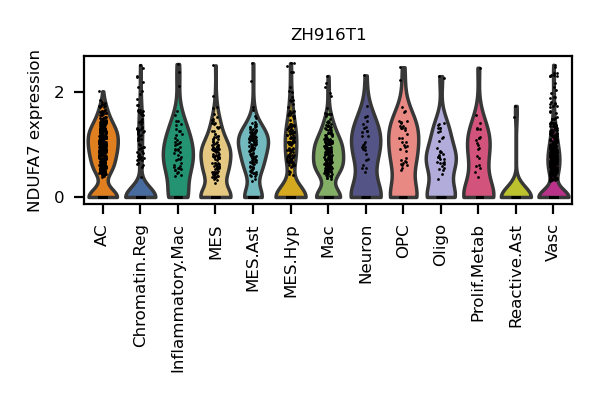 ZH916T1
NDUFA7 expression
2
0
AC
Chromatin.Reg
Inflammatory.Mac
MES
MES.Ast
MES.Hyp
Mac
Neuron
OPC
Oligo
Prolif.Metab
Reactive.Ast
Vasc